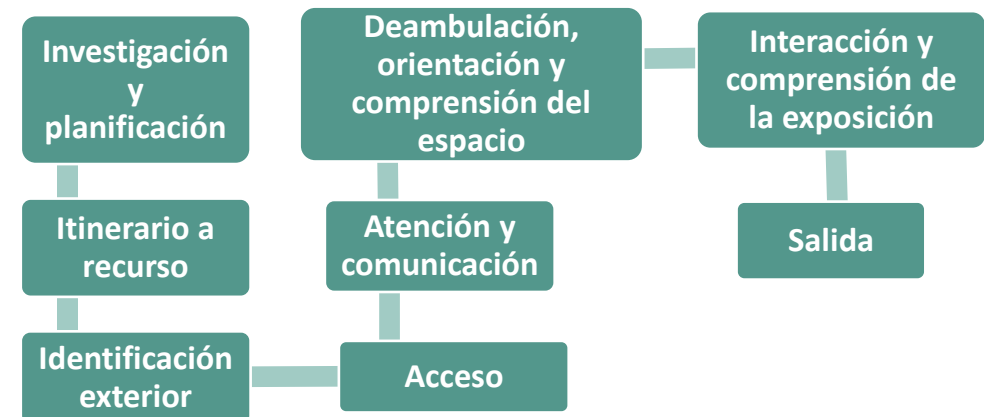 Investigación
y
planificación
Itinerario a
recurso
Identificación
exterior
Acceso
Atención y
comunicación
Deambulación,
orientación y
comprensión del
espacio
Interacción y
comprensión de
la exposición
Salida